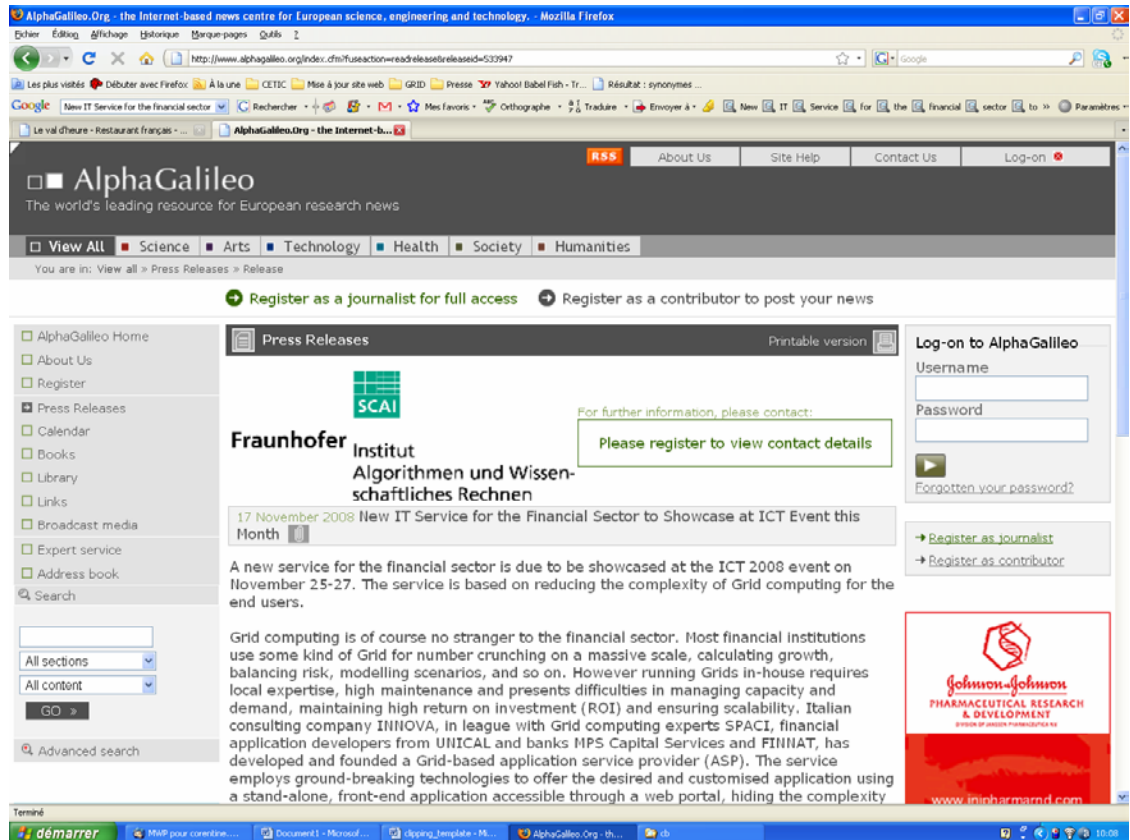 AlphaGalileo.Org - the Internet-based news centre for European science, engineering and technology. - Mozilla Firefox
Fichier Édition Affichage Historique Marque-pages Outils ?
http://www.alphagalileo.org/index.cfm?fuseaction=readrelease&releaseid=533947
Google
Les plus visités Débuter avec Firefox À la une CETIC Mise à jour site web GRID Presse Yahoo! Babel Fish - Tr... Résultat : synonymes ...
Google New IT Service for the financial sector Rechercher Mes favoris Orthographe Traduire Envoyer à New IT Service for the financial sector to » Paramètres
Le val d'heure - Restaurant français - ... AlphaGalileo.Org - the Internet-b...
RSS About Us Site Help Contact Us Log-on
AlphaGalileo
The world's leading resource for European research news
View All Science Arts Technology Health Society Humanities
You are in: View all » Press Releases » Release
Register as a journalist for full access Register as a contributor to post your news
AlphaGalileo Home
About Us
Register
Press Releases
Calendar
Books
Library
Links
Broadcast media
Expert service
Address book
Search
All sections
All content
GO »
Advanced search
Press Releases Printable version
SCAI
Fraunhofer Institut
Algorithmen und Wissen-
schaftliches Rechnen
For further information, please contact:
Please register to view contact details
17 November 2008 New IT Service for the Financial Sector to Showcase at ICT Event this
Month
A new service for the financial sector is due to be showcased at the ICT 2008 event on
November 25-27. The service is based on reducing the complexity of Grid computing for the
end users.
Grid computing is of course no stranger to the financial sector. Most financial institutions
use some kind of Grid for number crunching on a massive scale, calculating growth,
balancing risk, modelling scenarios, and so on. However running Grids in-house requires
local expertise, high maintenance and presents difficulties in managing capacity and
demand, maintaining high return on investment (ROI) and ensuring scalability. Italian
consulting company INNOVA, in league with Grid computing experts SPACI, financial
application developers from UNICAL and banks MPS Capital Services and FINNAT, has
developed and founded a Grid-based application service provider (ASP). The service
employs ground-breaking technologies to offer the desired and customised application using
a stand-alone, front-end application accessible through a web portal, hiding the complexity
Log-on to AlphaGalileo
Username
Password
Forgotten your password?
Register as journalist
Register as contributor
Johnson&Johnson
PHARMACEUTICAL RESEARCH
& DEVELOPMENT
DIVISION OF JANSSEN PHARMACEUTICA N.V.
www.jnjpharmarnd.com
Terminé
démarrer MWP pour corentine.... Document1 - Microsof... clipping_template - Mi... AlphaGalileo.Org - th... cb 10:08